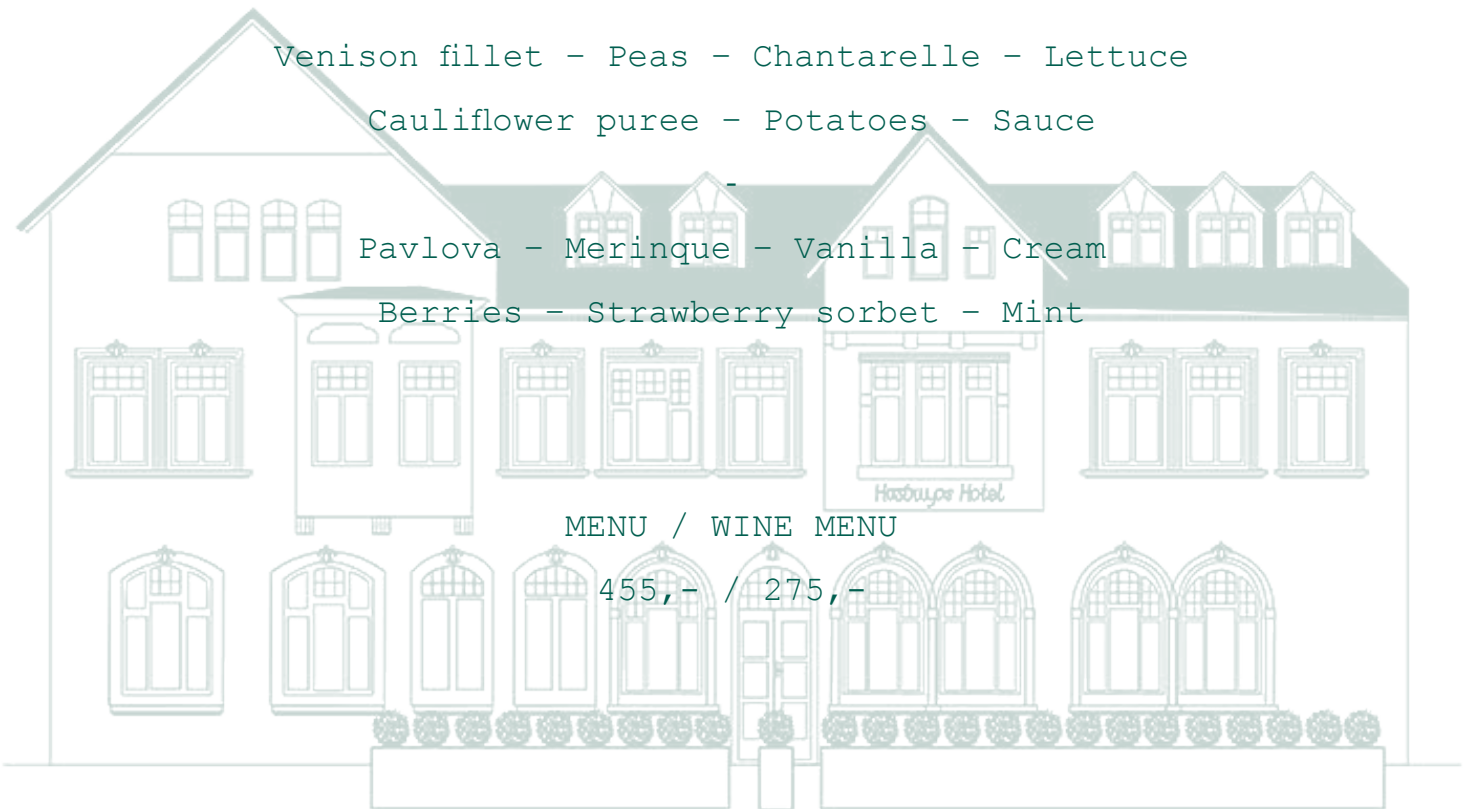 Venison fillet – Peas – Chantarelle – Lettuce
Cauliflower puree – Potatoes – Sauce
-
Pavlova – Merinque – Vanilla – Cream
Berries – Strawberry sorbet – Mint
Hotel
MENU / WINE MENU
455,- / 275,-